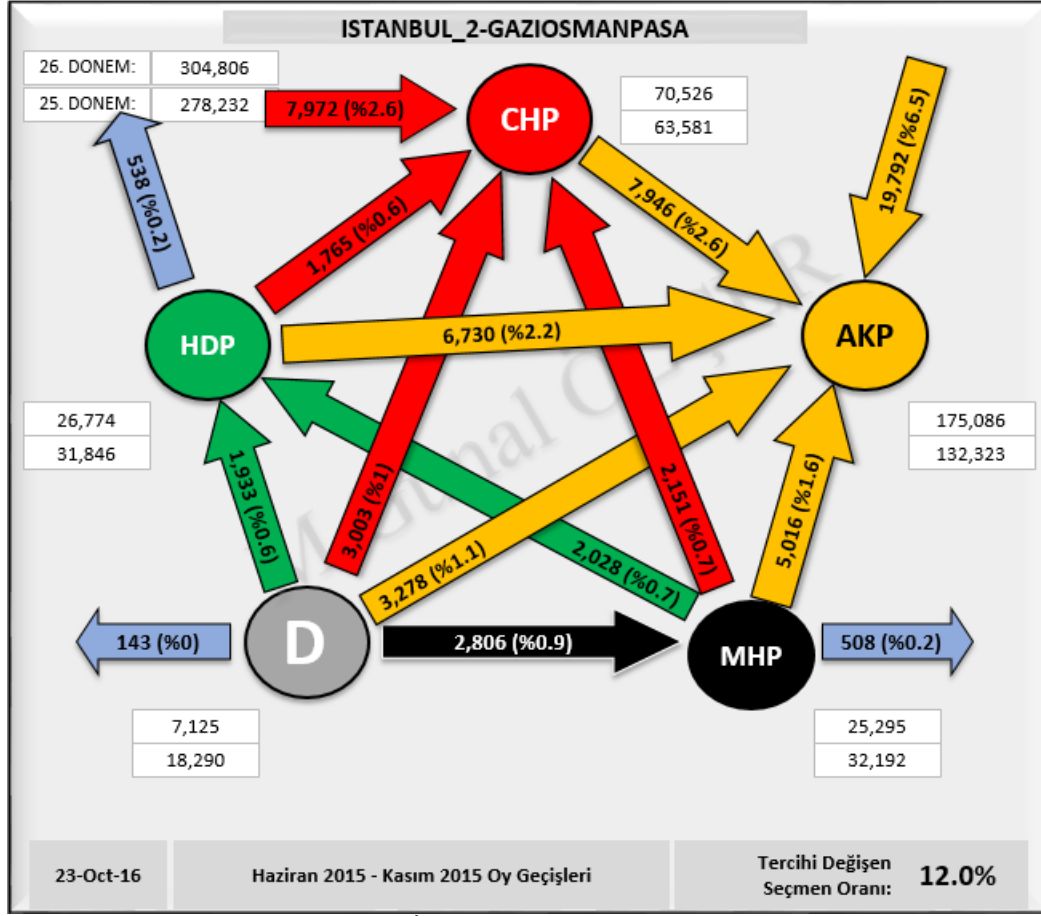 ISTANBUL_2-GAZIOSMANPASA
26. DONEM: 304,806
25. DONEM: 278,232
7,972 (%2.6)
CHP
70,526
63,581
19,792 (%6.5)
538 (%0.2)
1,765 (%0.6)
7,946 (%2.6)
HDP
6,730 (%2.2)
AKP
26,774
31,846
175,086
132,323
1,933 (%0.6)
3,003 (%1)
3,278 (%1.1)
2,028 (%0.7)
2,151 (%0.7)
5,016 (%1.6)
143 (%0)
D
2,806 (%0.9)
MHP
508 (%0.2)
7,125
18,290
25,295
32,192
23-Oct-16
Haziran 2015 - Kasım 2015 Oy Geçişleri
Tercihi Değişen
Seçmen Oranı:
12.0%